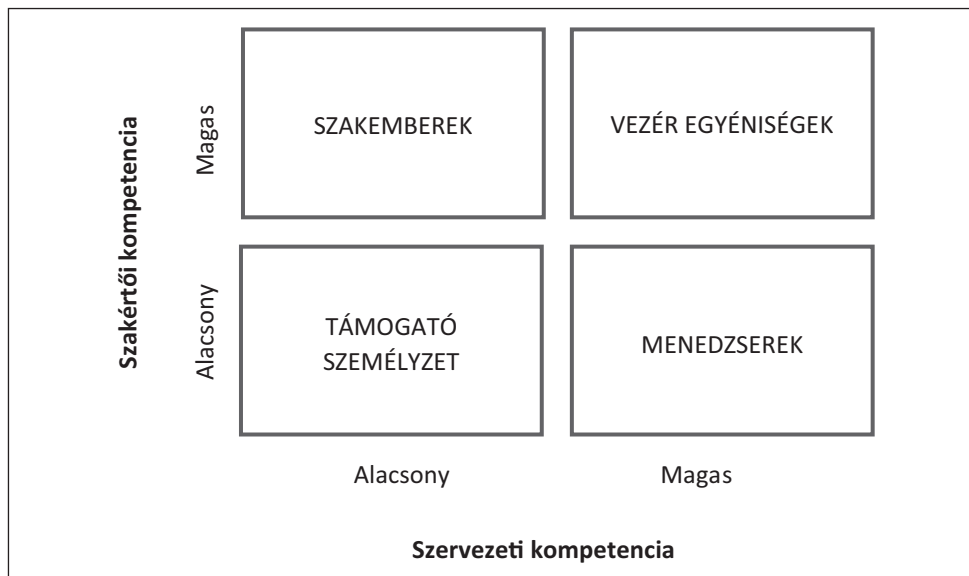 Szakértői kompetencia
Magas
SZAKEMBEREK
VEZÉR EGYÉNISÉGEK
Alacsony
TÁMOGATÓ
SZEMÉLYZET
MENEDZSEREK
Alacsony
Magas
Szervezeti kompetencia